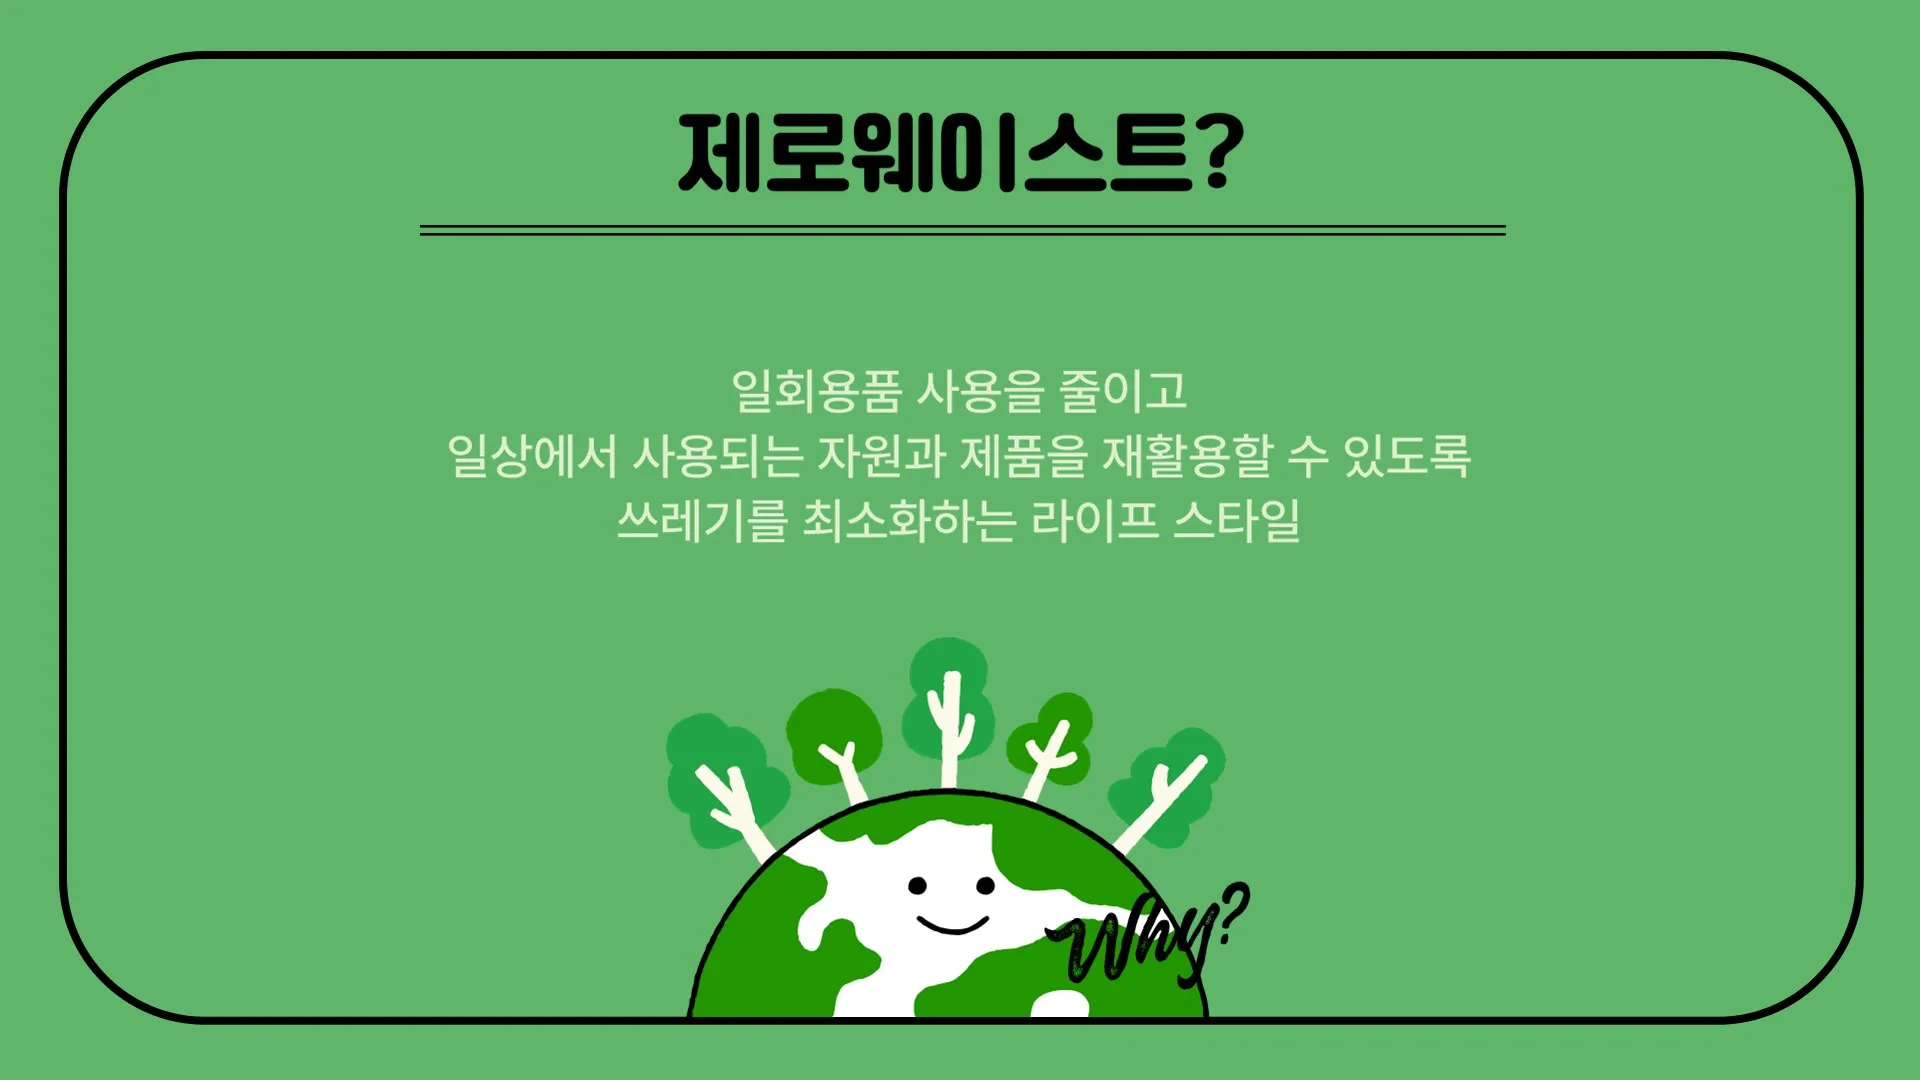 제로웨이스트?
일회용품 사용을 줄이고
일상에서 사용되는 자원과 제품을 재활용할 수 있도록
쓰레기를 최소화하는 라이프 스타일
Why?